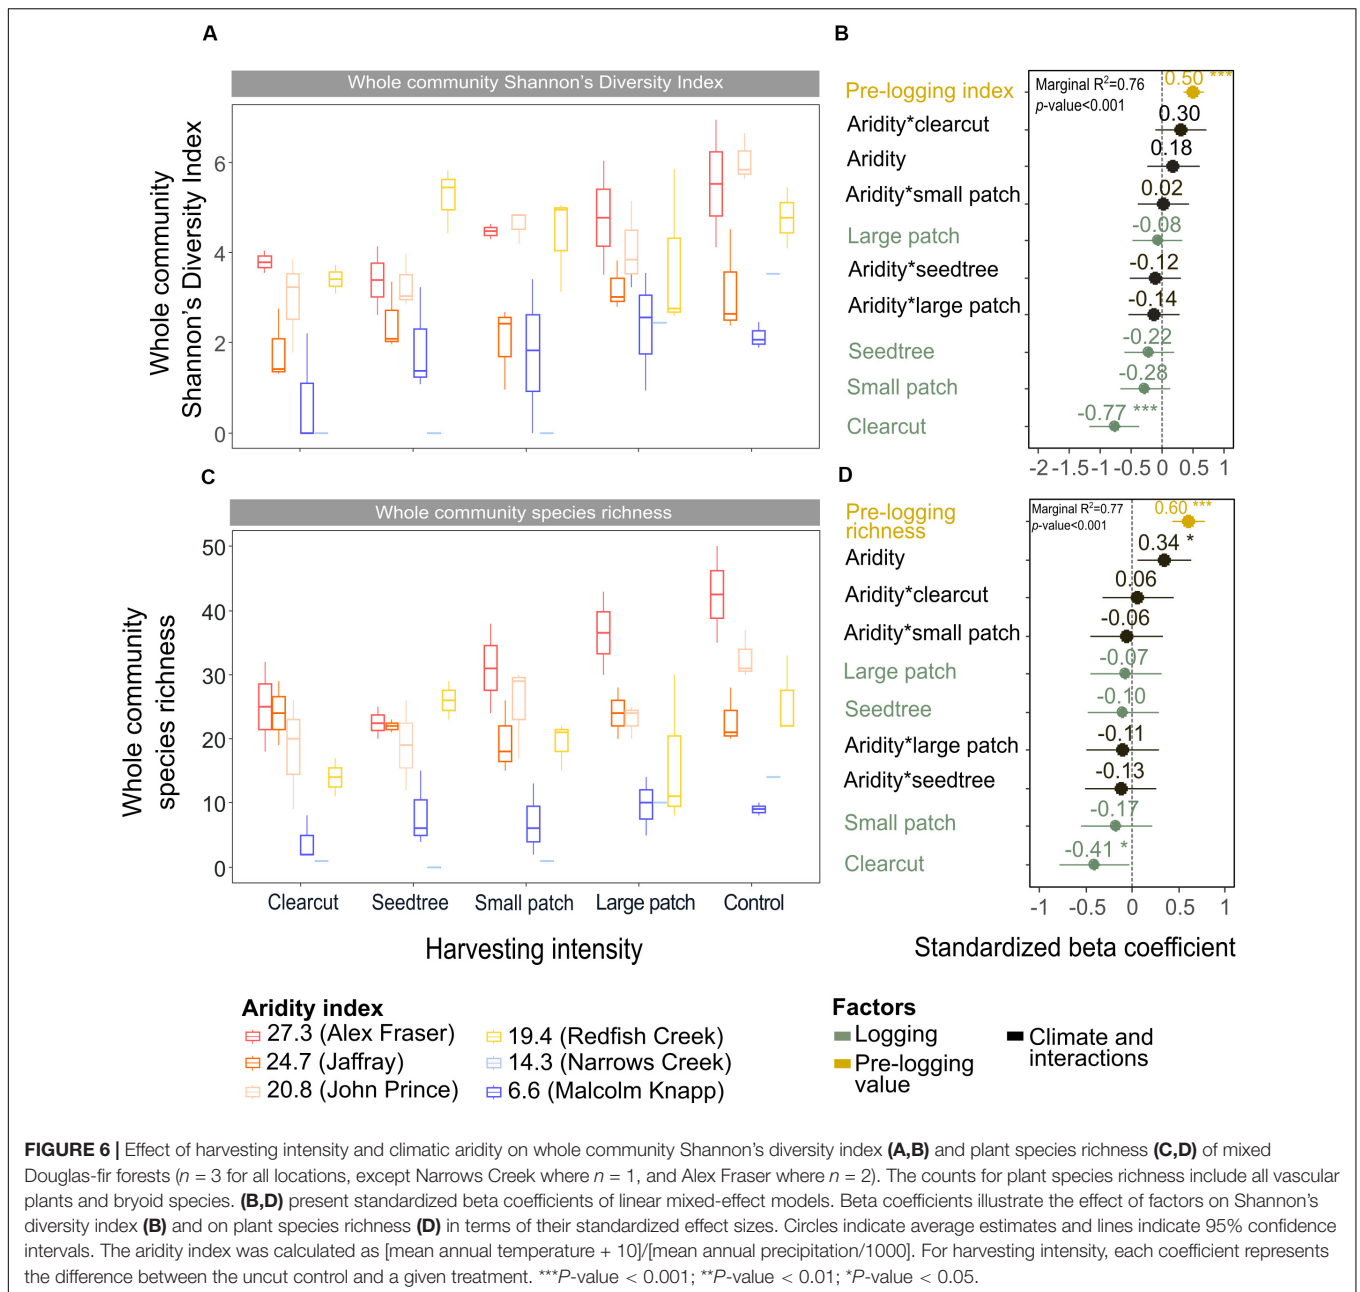 A
Whole community Shannon's Diversity Index
Whole community
Shannon's Diversity Index
6
4
2
0
B
Pre-logging index
Aridity*clearcut
Aridity
Aridity*small patch
Large patch
Aridity*seedtree
Aridity*large patch
Seedtree
Small patch
Clearcut
Marginal R²=0.76
p-value<0.001
0.50 ***
0.30
0.18
0.02
-0.08
-0.12
-0.14
-0.22
-0.28
-0.77 ***
-2 -1.5 -1 -0.5 0 0.5 1
C
Whole community species richness
Whole community
species richness
50
40
30
20
10
0
Clearcut Seedtree Small patch Large patch Control
Harvesting intensity
D
Pre-logging
richness
Aridity
Aridity*clearcut
Aridity*small patch
Large patch
Seedtree
Aridity*large patch
Aridity*seedtree
Small patch
Clearcut
Marginal R²=0.77
p-value<0.001
0.60 ***
0.34 *
0.06
-0.06
-0.07
-0.10
-0.11
-0.13
-0.17
-0.41 *
-1 -0.5 0 0.5 1
Standardized beta coefficient
Aridity index
27.3 (Alex Fraser)
24.7 (Jaffray)
20.8 (John Prince)
19.4 (Redfish Creek)
14.3 (Narrows Creek)
6.6 (Malcolm Knapp)
Factors
Logging
Pre-logging
value
Climate and
interactions
FIGURE 6 | Effect of harvesting intensity and climatic aridity on whole community Shannon's diversity index (A,B) and plant species richness (C,D) of mixed
Douglas-fir forests (n = 3 for all locations, except Narrows Creek where n = 1, and Alex Fraser where n = 2). The counts for plant species richness include all vascular
plants and bryoid species. (B,D) present standardized beta coefficients of linear mixed-effect models. Beta coefficients illustrate the effect of factors on Shannon's
diversity index (B) and on plant species richness (D) in terms of their standardized effect sizes. Circles indicate average estimates and lines indicate 95% confidence
intervals. The aridity index was calculated as [mean annual temperature + 10]/[mean annual precipitation/1000]. For harvesting intensity, each coefficient represents
the difference between the uncut control and a given treatment. ***P-value < 0.001; **P-value < 0.01; *P-value < 0.05.